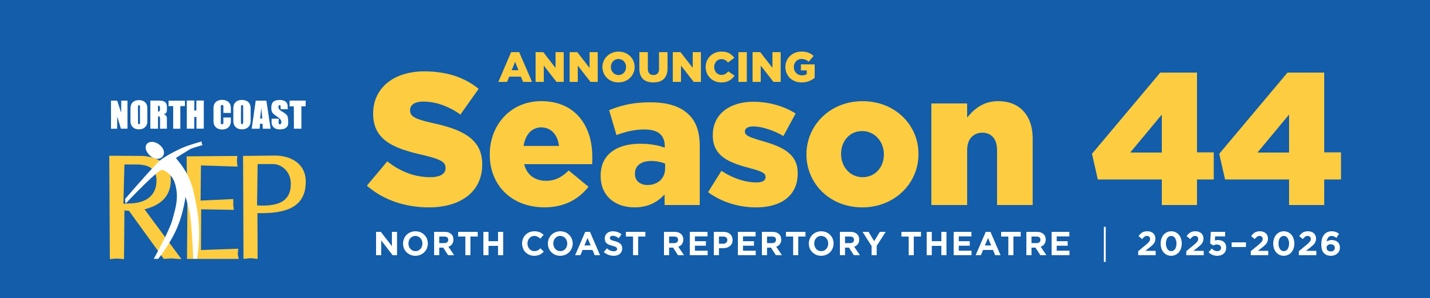 NORTH COAST
REP
ANNOUNCING
Season 44
NORTH COAST REPERTORY THEATRE | 2025–2026